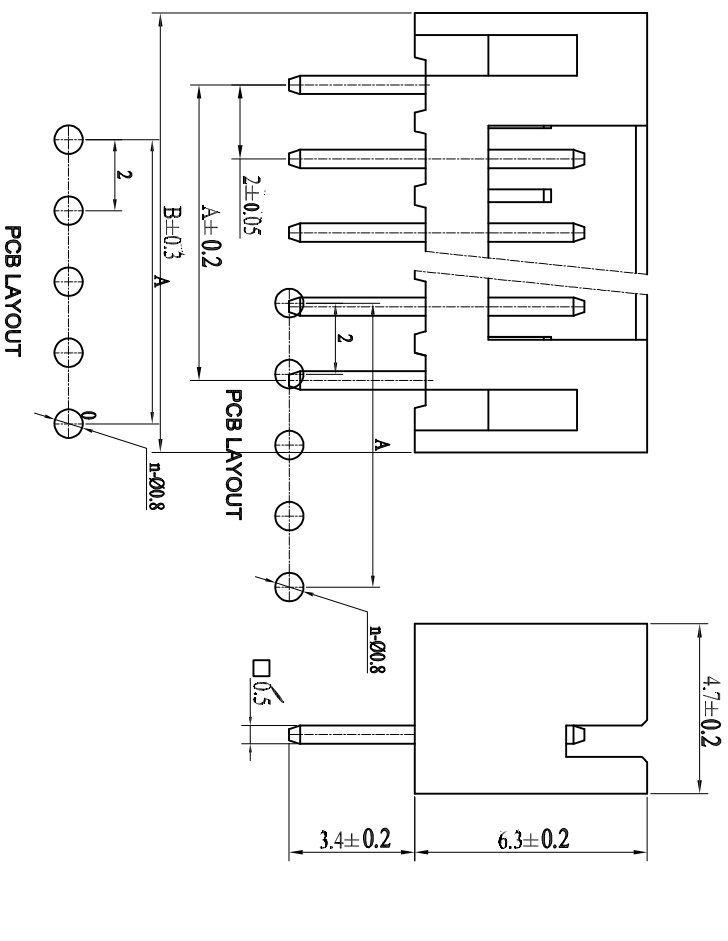 4.7±0.2
6.3±0.2
3.4±0.2
□0.5
2±0.05
A±0.2
B±0.3
2
A
n-Ø0.8
PCB LAYOUT
2
A
0
n-Ø0.8
PCB LAYOUT